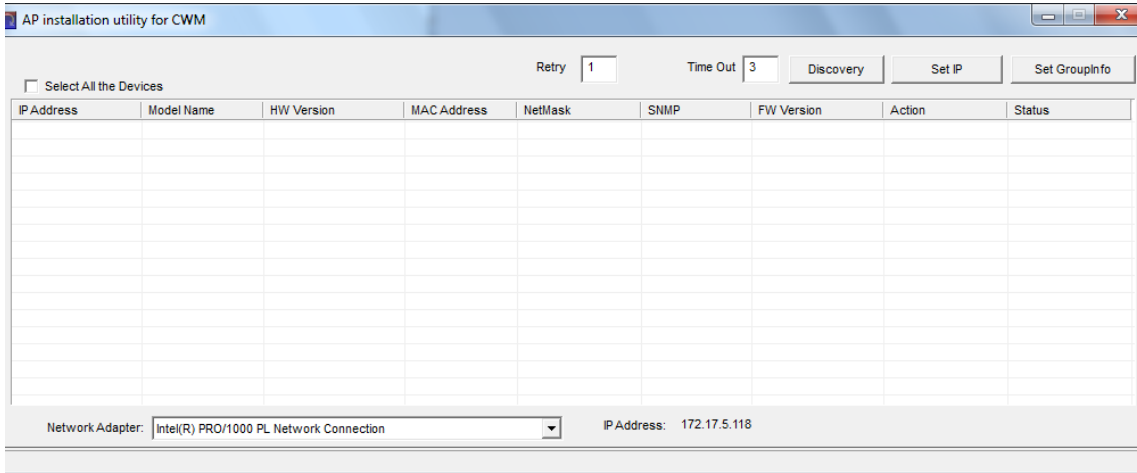 AP installation utility for CWM
Retry 1 Time Out 3 Discovery Set IP Set GroupInfo
Select All the Devices
IP Address Model Name HW Version MAC Address NetMask SNMP FW Version Action Status
Network Adapter: Intel(R) PRO/1000 PL Network Connection IP Address: 172.17.5.118